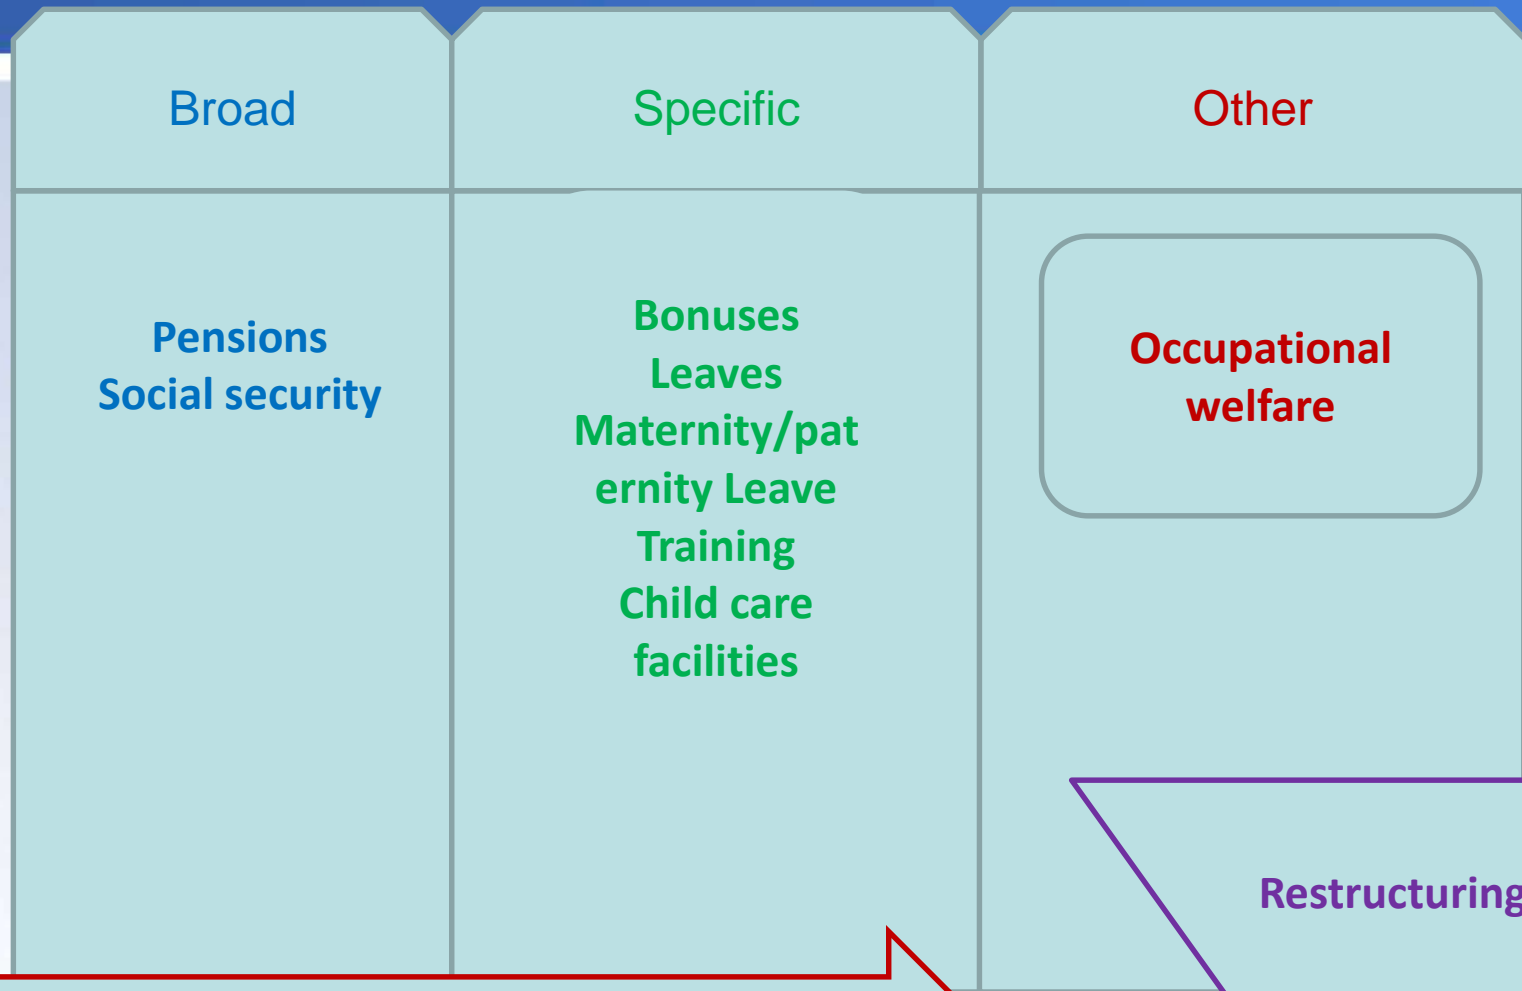 Broad
Specific
Other
Pensions
Social security
Bonuses
Leaves
Maternity/pat
ernity Leave
Training
Child care
facilities
Occupational
welfare
Restructuring